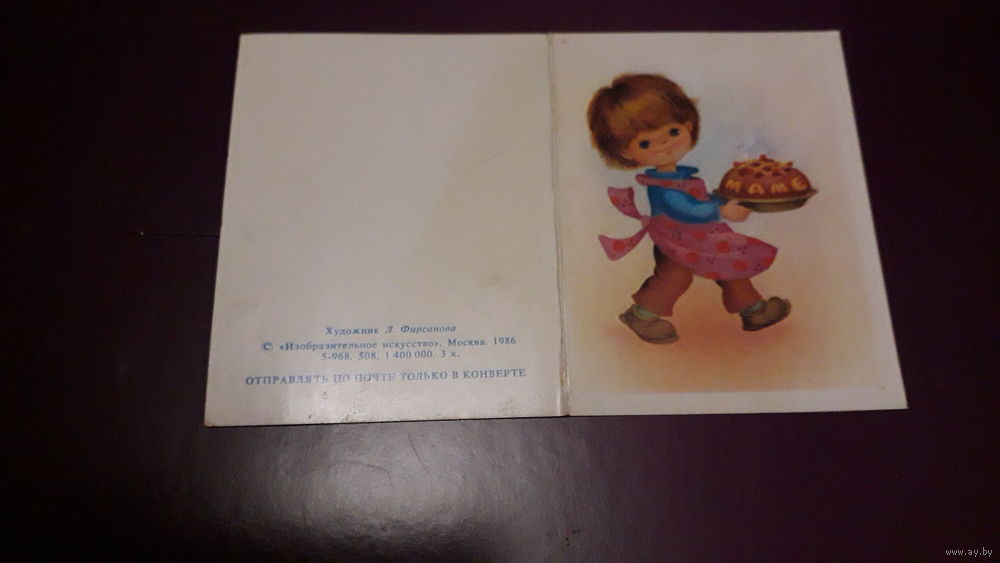 Художник Л. Фирсанова
© «Изобразительное искусство». Москва. 1986
5-968. 508. 1 400 000. 3 к.
ОТПРАВЛЯТЬ ПО ПОЧТЕ ТОЛЬКО В КОНВЕРТЕ
МАМЕ
www.ay.by